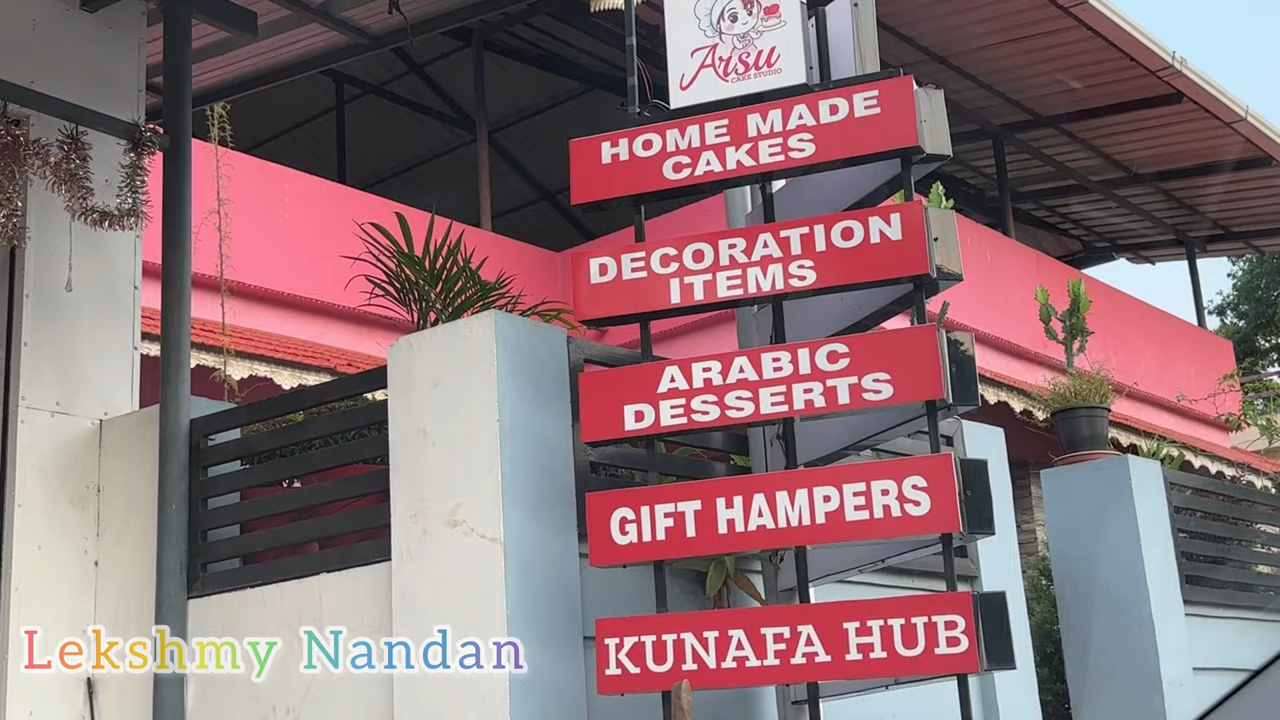 Arsu
CAKE STUDIO
HOME MADE
CAKES
DECORATION
ITEMS
ARABIC
DESSERTS
GIFT HAMPERS
KUNAFA HUB
Lekshmy Nandan